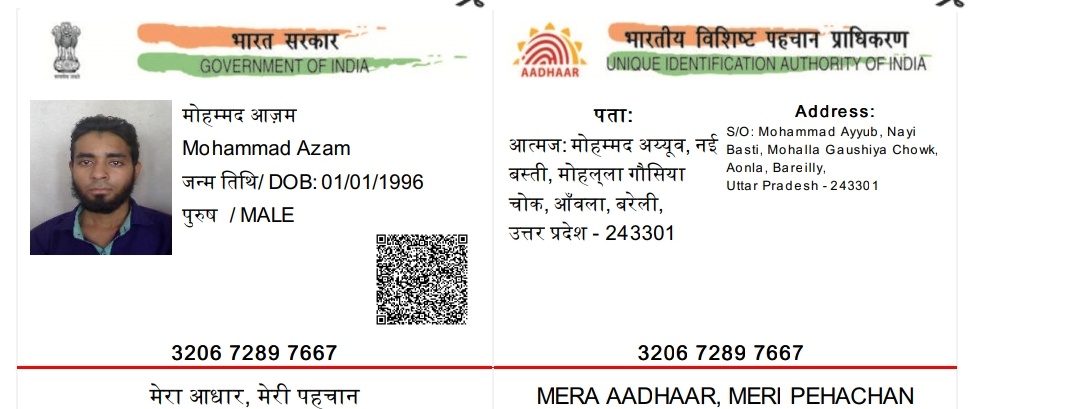 भारत सरकार
GOVERNMENT OF INDIA
मोहम्मद आज़म
Mohammad Azam
जन्म तिथि/ DOB: 01/01/1996
पुरुष / MALE
3206 7289 7667
मेरा आधार, मेरी पहचान
AADHAAR
भारतीय विशिष्ट पहचान प्राधिकरण
UNIQUE IDENTIFICATION AUTHORITY OF INDIA
पता:
आत्मज: मोहम्मद अय्यूव, नई
बस्ती, मोहल्ला गौसिया
चोक, आँवला, बरेली,
उत्तर प्रदेश - 243301
Address:
S/O: Mohammad Ayyub, Nayi
Basti, Mohalla Gaushiya Chowk,
Aonla, Bareilly,
Uttar Pradesh - 243301
3206 7289 7667
MERA AADHAAR, MERI PEHACHAN